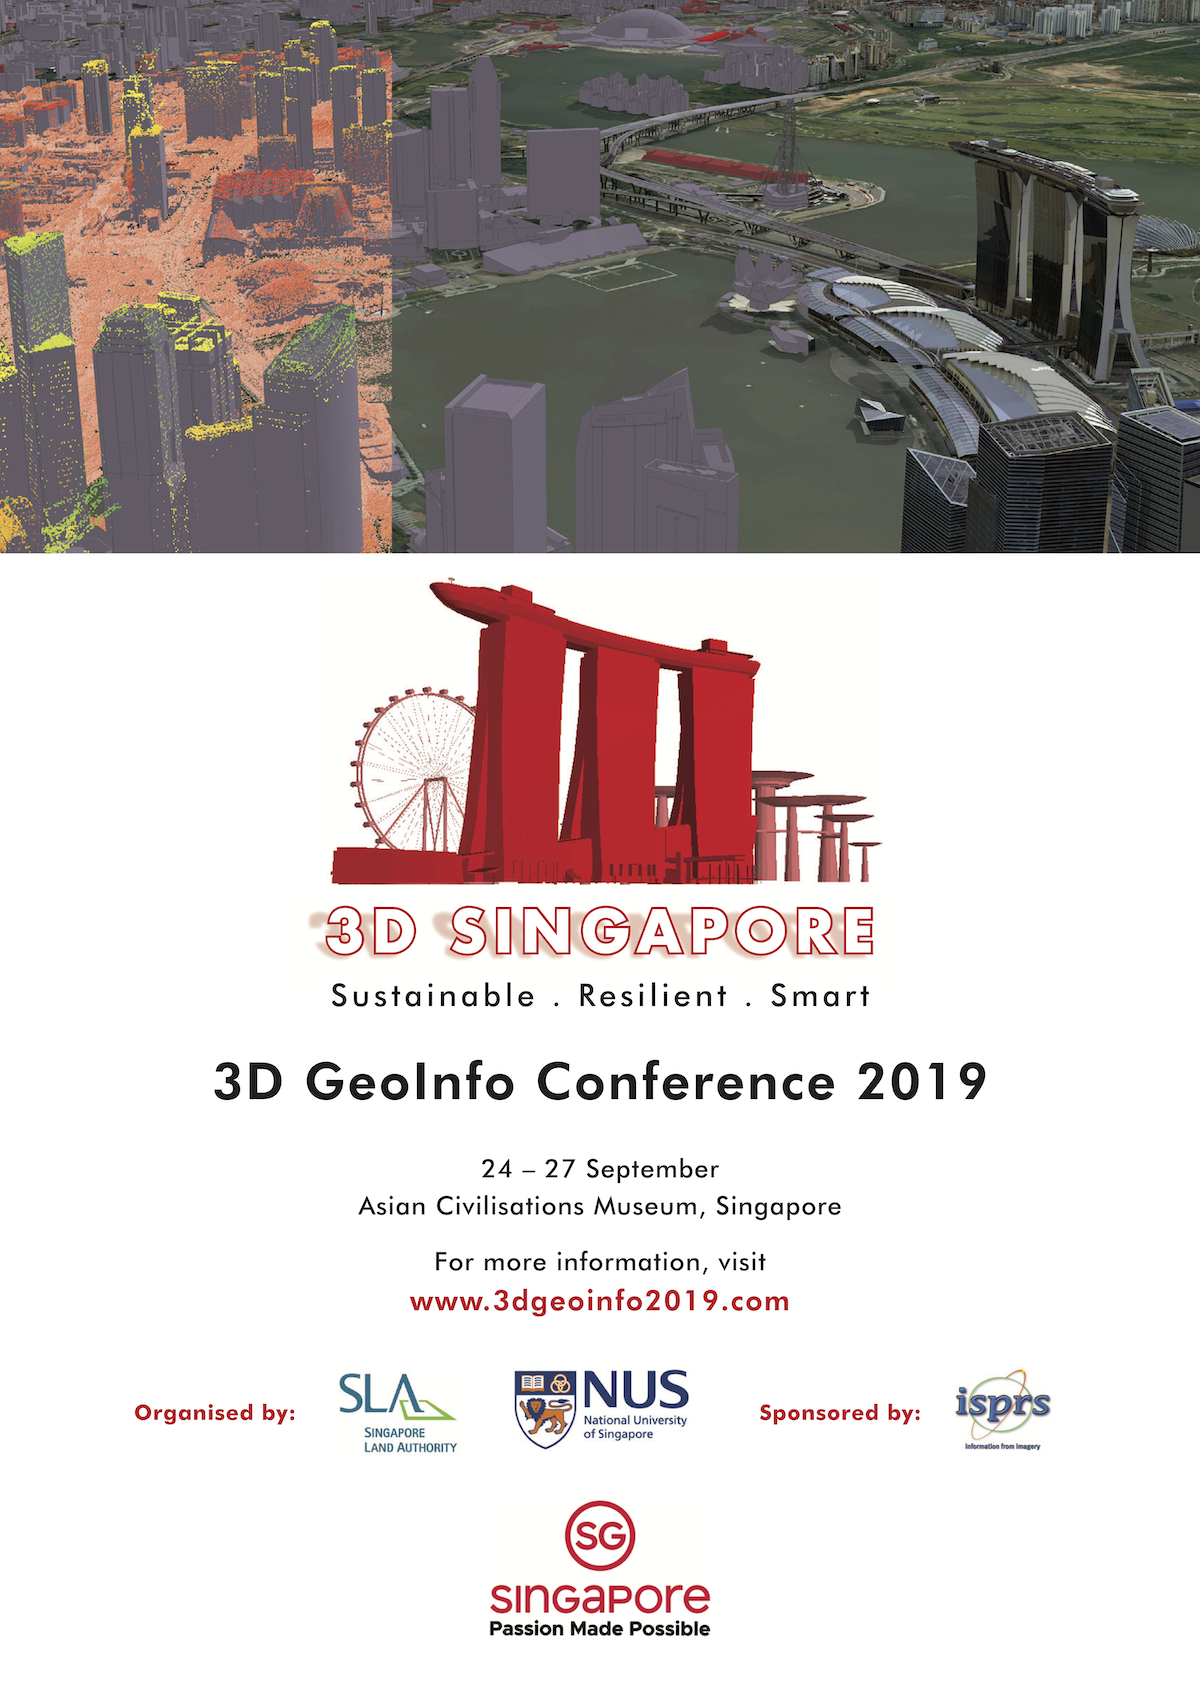 3D SINGAPORE
Sustainable . Resilient . Smart
3D GeoInfo Conference 2019
24 – 27 September
Asian Civilisations Museum, Singapore
For more information, visit
www.3dgeoinfo2019.com
Organised by:
SLA
SINGAPORE
LAND AUTHORITY
NUS
National University
of Singapore
Sponsored by:
isprs
Information from Imagery
SG
SINGAPORE
Passion Made Possible